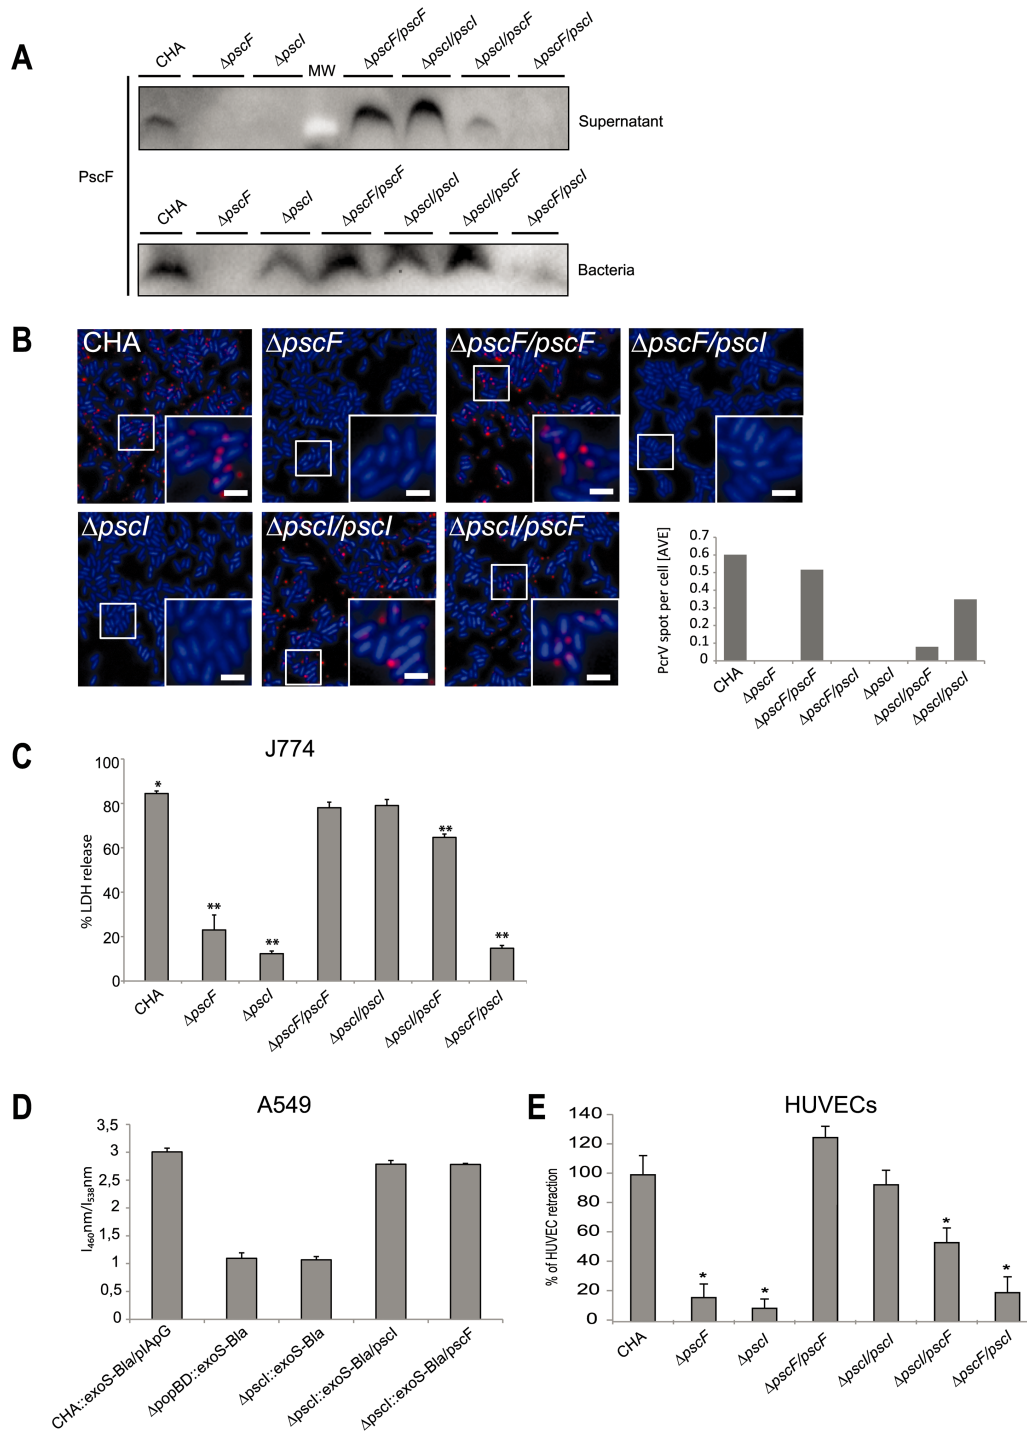 A
CHA
ΔpscF
ΔpscI
MW
ΔpscF/pscF
ΔpscI/pscI
ΔpscI/pscF
ΔpscF/pscI
Supernatant
PscF
CHA
ΔpscF
ΔpscI
ΔpscF/pscF
ΔpscI/pscI
ΔpscI/pscF
ΔpscF/pscI
Bacteria
B
CHA
ΔpscF
ΔpscF/pscF
ΔpscF/pscI
ΔpscI
ΔpscI/pscI
ΔpscI/pscF
PcrV spot per cell [AVE]
0.7
0.6
0.5
0.4
0.3
0.2
0.1
0
CHA
ΔpscF
ΔpscF/pscF
ΔpscF/pscI
ΔpscI
ΔpscI/pscF
ΔpscI/pscI
C
J774
% LDH release
100
80
60
40
20
0
*
**
**
**
**
CHA
ΔpscF
ΔpscI
ΔpscF/pscF
ΔpscI/pscI
ΔpscI/pscF
ΔpscF/pscI
D
A549
I460nm/I538nm
3,5
3
2,5
2
1,5
1
0,5
0
CHA::exoS-Bla/pIApG
ΔpopBD::exoS-Bla
ΔpscI::exoS-Bla
ΔpscI::exoS-Bla/pscI
ΔpscI::exoS-Bla/pscF
E
HUVECs
% of HUVEC retraction
140
120
100
80
60
40
20
0
*
*
*
*
CHA
ΔpscF
ΔpscI
ΔpscF/pscF
ΔpscI/pscI
ΔpscI/pscF
ΔpscF/pscI